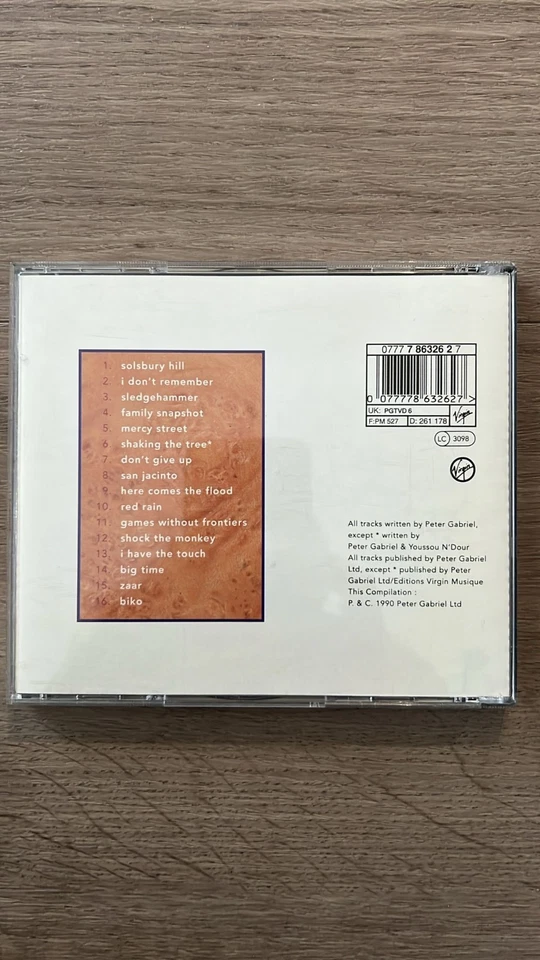 1. solsbury hill
2. i don't remember
3. sledgehammer
4. family snapshot
5. mercy street
6. shaking the tree*
7. don't give up
8. san jacinto
9. here comes the flood
10. red rain
11. games without frontiers
12. shock the monkey
13. i have the touch
14. big time
15. zaar
16. biko
0777 7 86326 2 7
0 077778 632627 >
UK: PGTVD 6
F:PM 527 D: 261 178 Virgin
LC 3098
Virgin
All tracks written by Peter Gabriel,
except * written by
Peter Gabriel & Youssou N'Dour
All tracks published by Peter Gabriel
Ltd, except * published by Peter
Gabriel Ltd/Editions Virgin Musique
This Compilation :
P. & C. 1990 Peter Gabriel Ltd